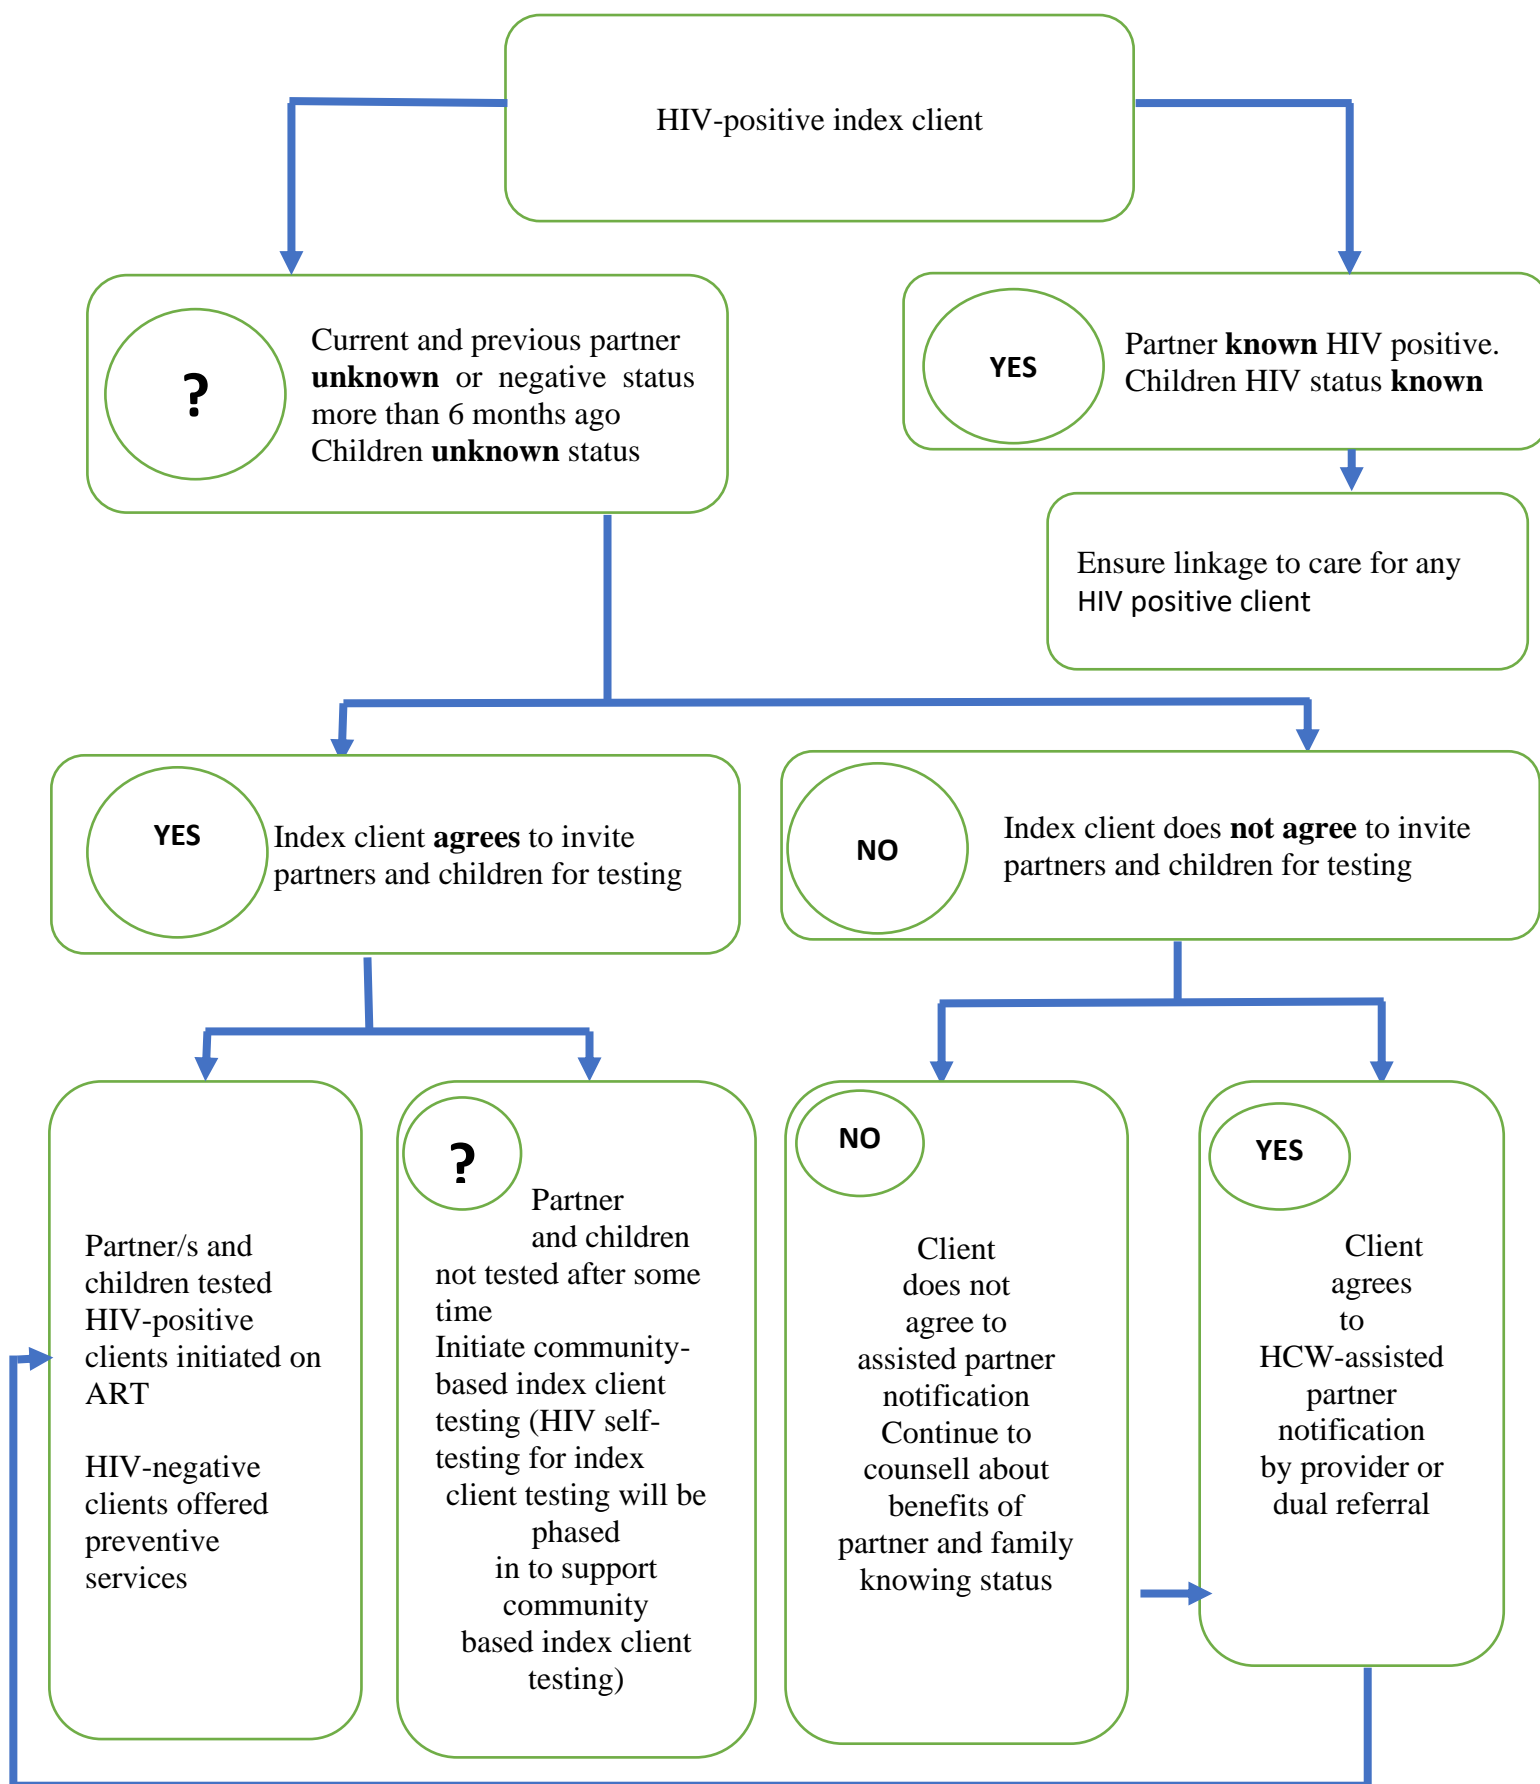 HIV-positive index client
?
Current and previous partner
unknown or negative status
more than 6 months ago
Children unknown status
YES
Partner known HIV positive.
Children HIV status known
Ensure linkage to care for any
HIV positive client
YES
Index client agrees to invite
partners and children for testing
NO
Index client does not agree to invite
partners and children for testing
Partner/s and
children tested
HIV-positive
clients initiated on
ART
HIV-negative
clients offered
preventive
services
?
Partner
and children
not tested after some
time
Initiate community-
based index client
testing (HIV self-
testing for index
client testing will be
phased
in to support
community
based index client
testing)
NO
Client
does not
agree to
assisted partner
notification
Continue to
counsell about
benefits of
partner and family
knowing status
YES
Client
agrees
to
HCW-assisted
partner
notification
by provider or
dual referral